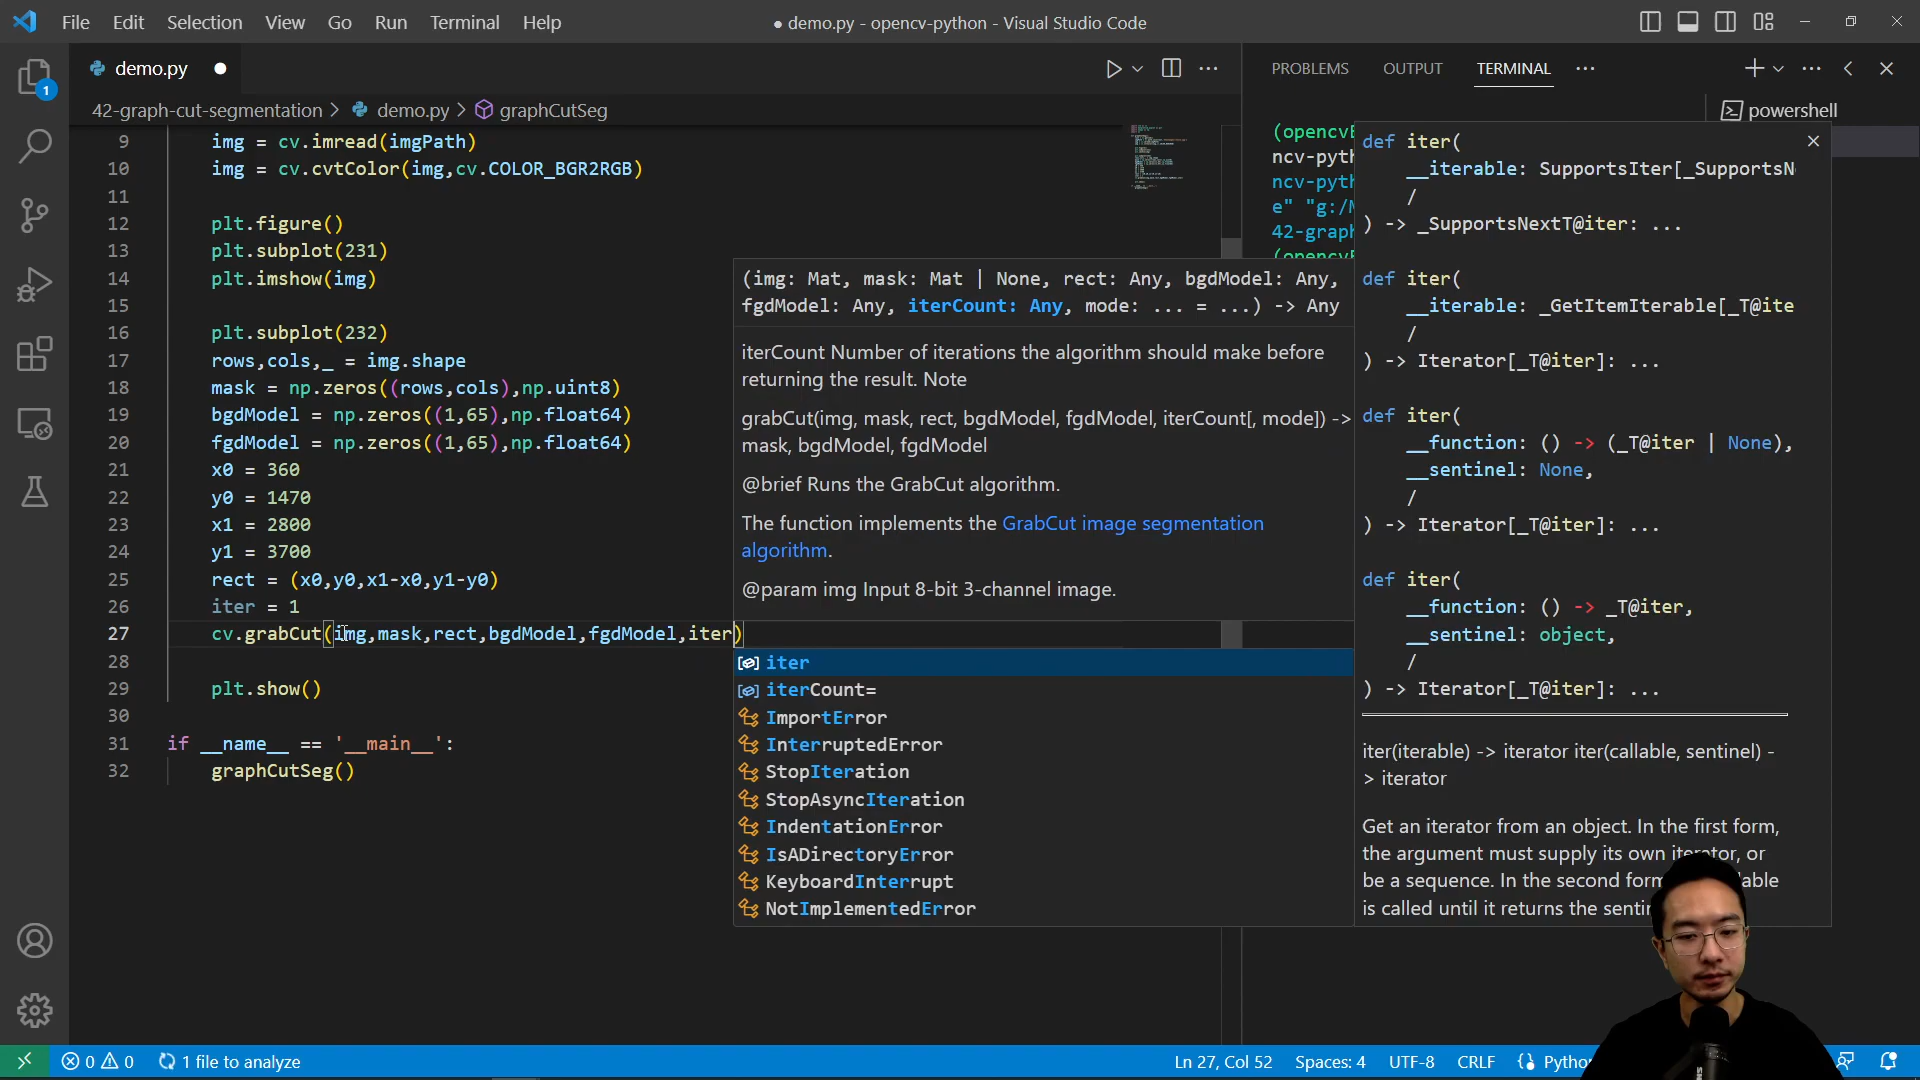 File Edit Selection View Go Run Terminal Help
● demo.py - opencv-python - Visual Studio Code
demo.py ●
PROBLEMS OUTPUT TERMINAL
42-graph-cut-segmentation > demo.py > graphCutSeg
powershell
9 img = cv.imread(imgPath)
10 img = cv.cvtColor(img,cv.COLOR_BGR2RGB)
11
12 plt.figure()
13 plt.subplot(231)
14 plt.imshow(img)
15
16 plt.subplot(232)
17 rows,cols,_ = img.shape
18 mask = np.zeros((rows,cols),np.uint8)
19 bgdModel = np.zeros((1,65),np.float64)
20 fgdModel = np.zeros((1,65),np.float64)
21 x0 = 360
22 y0 = 1470
23 x1 = 2800
24 y1 = 3700
25 rect = (x0,y0,x1-x0,y1-y0)
26 iter = 1
27 cv.grabCut(img,mask,rect,bgdModel,fgdModel,iter)
28
29 plt.show()
30
31 if __name__ == '__main__':
32 graphCutSeg()
(img: Mat, mask: Mat | None, rect: Any, bgdModel: Any,
fgdModel: Any, iterCount: Any, mode: ... = ...) -> Any
iterCount Number of iterations the algorithm should make before
returning the result. Note
grabCut(img, mask, rect, bgdModel, fgdModel, iterCount[, mode]) ->
mask, bgdModel, fgdModel
@brief Runs the GrabCut algorithm.
The function implements the GrabCut image segmentation
algorithm.
@param img Input 8-bit 3-channel image.
iter
iterCount=
ImportError
InterruptedError
StopIteration
StopAsyncIteration
IndentationError
IsADirectoryError
KeyboardInterrupt
NotImplementedError
ncv-pyth
ncv-pyth
e" "g:/
42-graph
def iter(
__iterable: SupportsIter[_SupportsN
/
) -> _SupportsNextT@iter: ...
def iter(
__iterable: _GetItemIterable[_T@ite
/
) -> Iterator[_T@iter]: ...
def iter(
__function: () -> (_T@iter | None),
__sentinel: None,
/
) -> Iterator[_T@iter]: ...
def iter(
__function: () -> _T@iter,
__sentinel: object,
/
) -> Iterator[_T@iter]: ...
iter(iterable) -> iterator iter(callable, sentinel) -
> iterator
Get an iterator from an object. In the first form,
the argument must supply its own iterator, or
be a sequence. In the second form
is called until it returns the
1
0 0 1 file to analyze
Ln 27, Col 52 Spaces: 4 UTF-8 CRLF